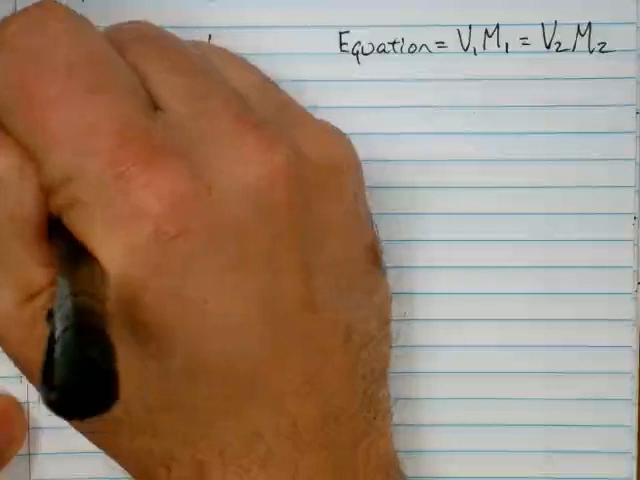 Equation = V₁M₁ = V₂M₂